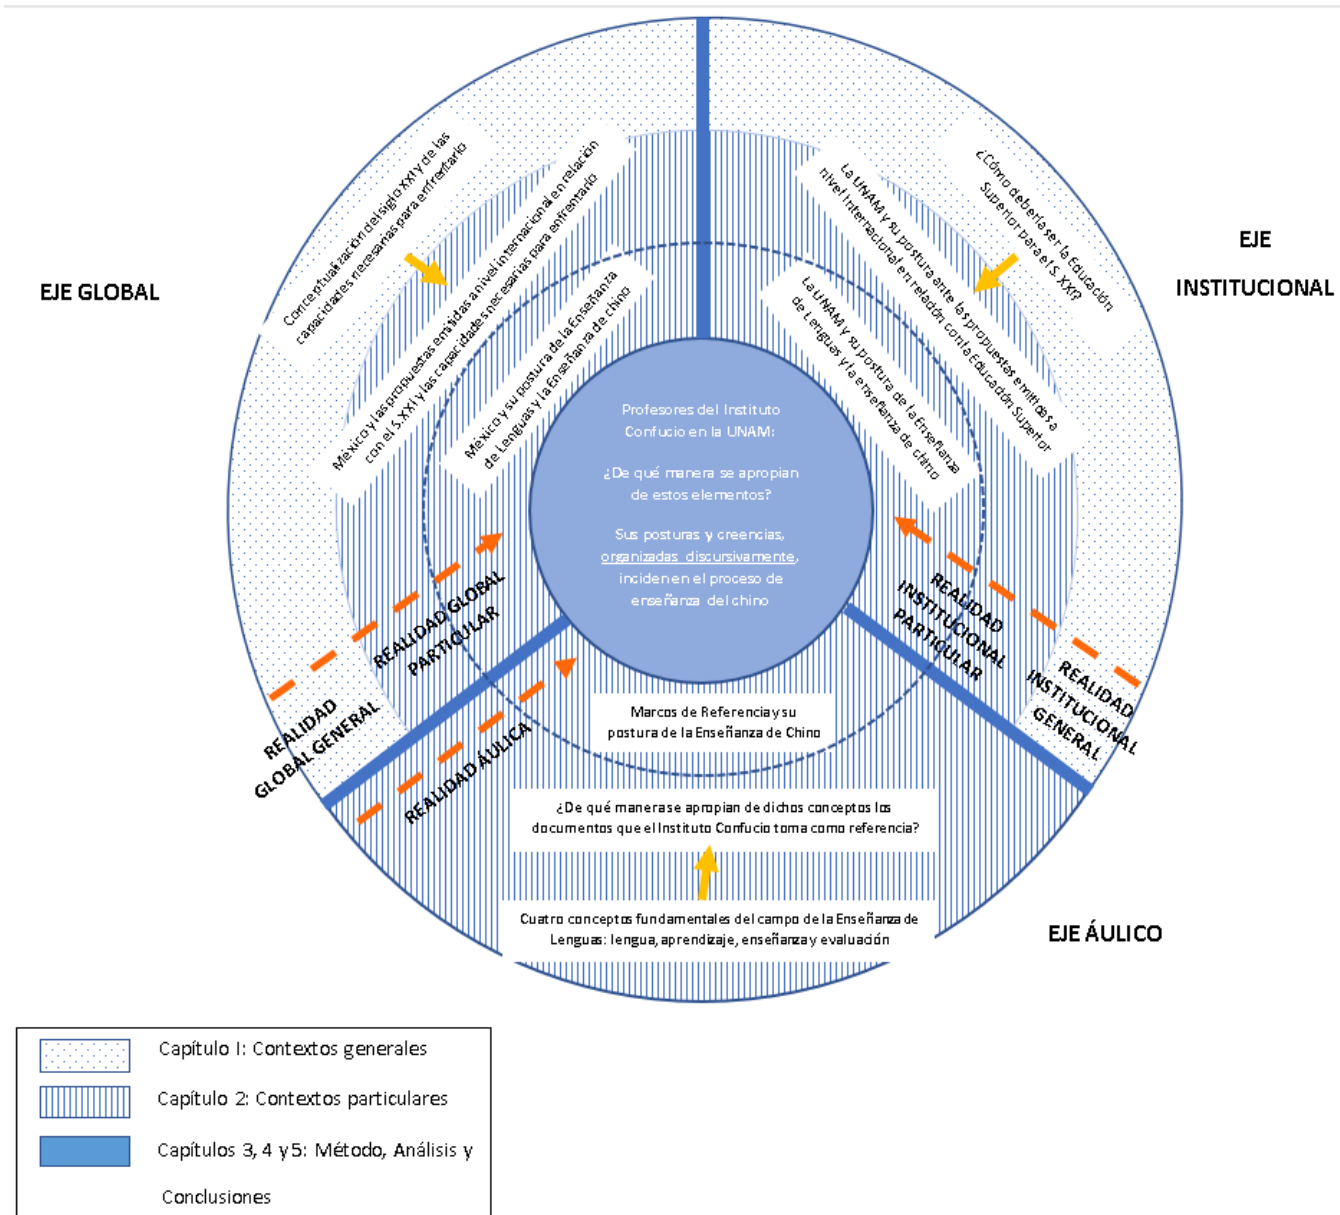 EJE GLOBAL
Conceptualización del siglo XXI y de las
capacidades necesarias para enfrentarlo
México y las propuestas emitidas a nivel internacional en relación
con el S.XXI y las capacidades necesarias para enfrentarlo
México y su postura de la Enseñanza
de Lenguas y la Enseñanza de chino
EJE
INSTITUCIONAL
¿Cómo debería ser la Educación
Superior para el S. XXI?
La UNAM y su postura ante las propuestas emitidas a
nivel Internacional en relación con la Educación Superior
La UNAM y su postura de la Enseñanza
de Lenguas y la enseñanza de chino
Profesores del Instituto
Confucio en la UNAM:
¿De qué manera se apropian
de estos elementos?
Sus posturas y creencias,
organizadas discursivamente,
inciden en el proceso de
enseñanza del chino
REALIDAD
GLOBAL GENERAL
REALIDAD GLOBAL
PARTICULAR
REALIDAD ÁULICA
REALIDAD
INSTITUCIONAL
PARTICULAR
REALIDAD
INSTITUCIONAL
GENERAL
Marcos de Referencia y su
postura de la Enseñanza de Chino
¿De qué manera se apropian de dichos conceptos los
documentos que el Instituto Confucio toma como referencia?
Cuatro conceptos fundamentales del campo de la Enseñanza de
Lenguas: lengua, aprendizaje, enseñanza y evaluación
EJE ÁULICO
Capítulo I: Contextos generales
Capítulo 2: Contextos particulares
Capítulos 3, 4 y 5: Método, Análisis y
Conclusiones